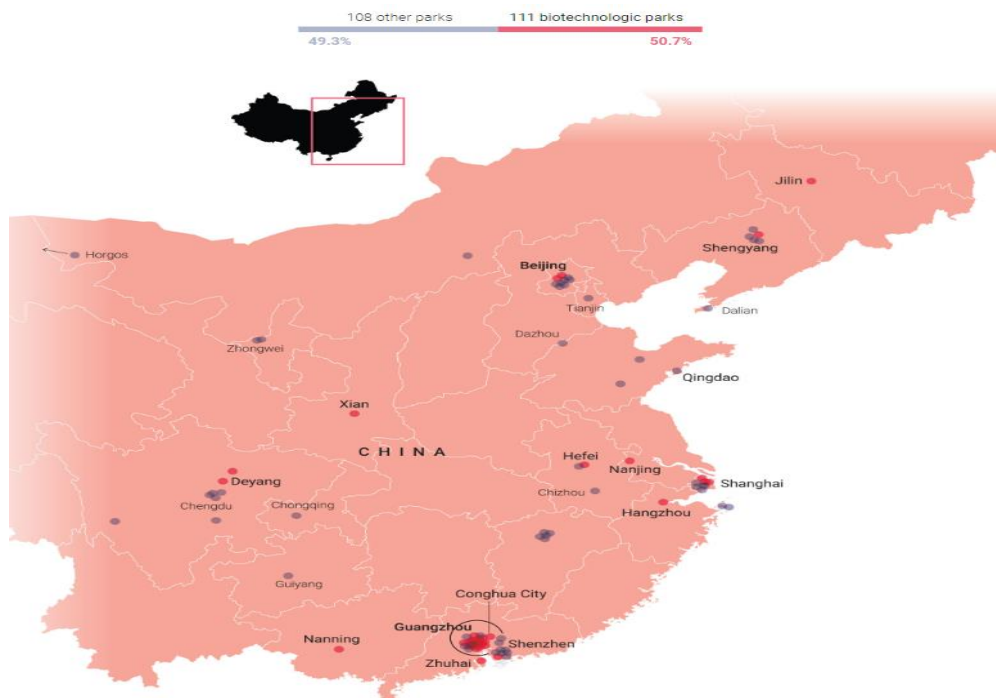 108 other parks 111 biotechnologic parks
49.3% 50.7%
Jilin
Shengyang
Horgos
Beijing
Tianjin
Dalian
Dazhou
Zhongwei
Qingdao
Xian
CHINA
Hefei
Nanjing
Deyang
Shanghai
Chizhou
Chengdu
Chongqing
Hangzhou
Guiyang
Conghua City
Guangzhou
Nanning
Shenzhen
Zhuhai